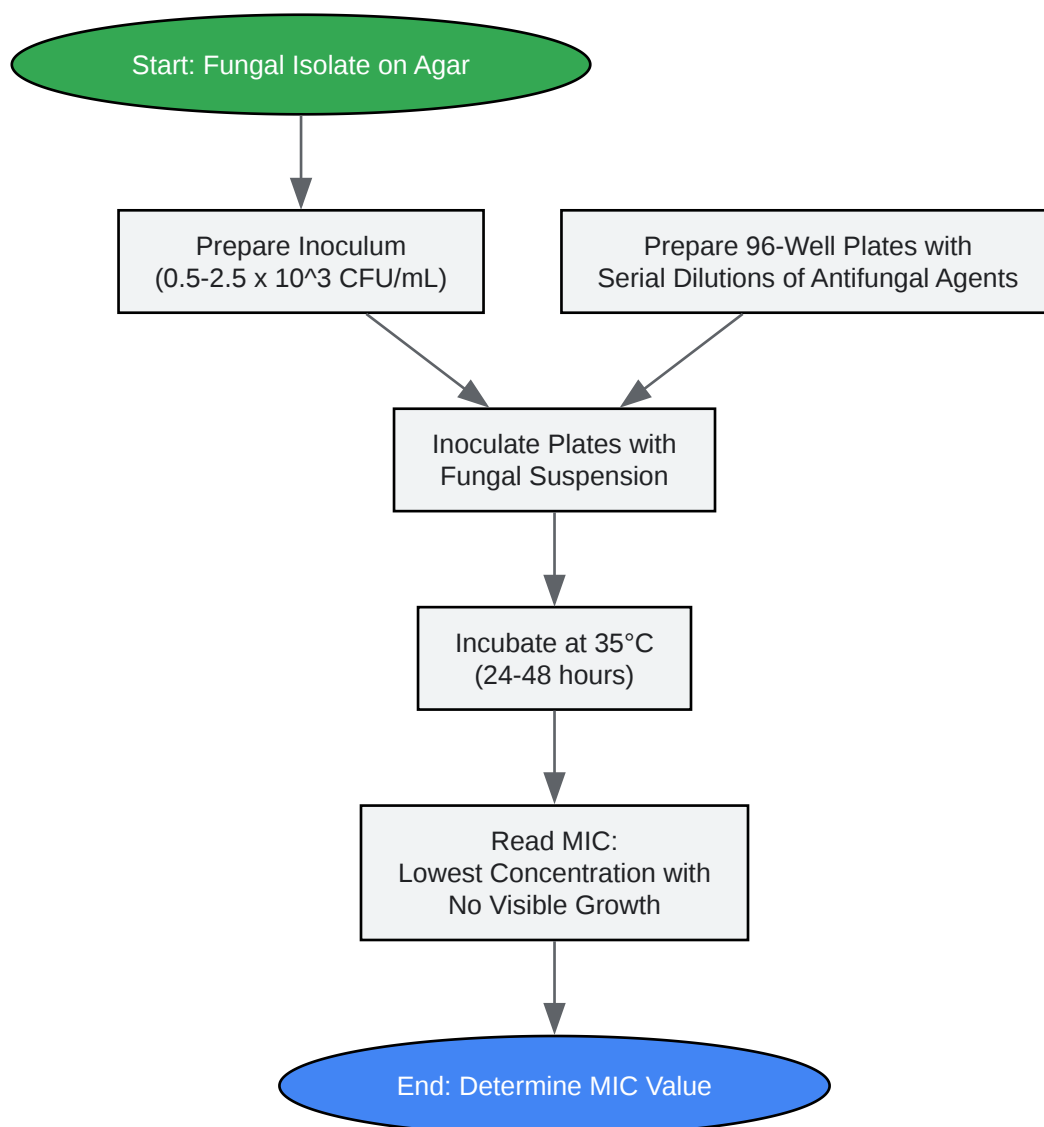 Start: Fungal Isolate on Agar
Prepare Inoculum
(0.5-2.5 x 10^3 CFU/mL)
Prepare 96-Well Plates with
Serial Dilutions of Antifungal Agents
Inoculate Plates with
Fungal Suspension
Incubate at 35°C
(24-48 hours)
Read MIC:
Lowest Concentration with
No Visible Growth
End: Determine MIC Value